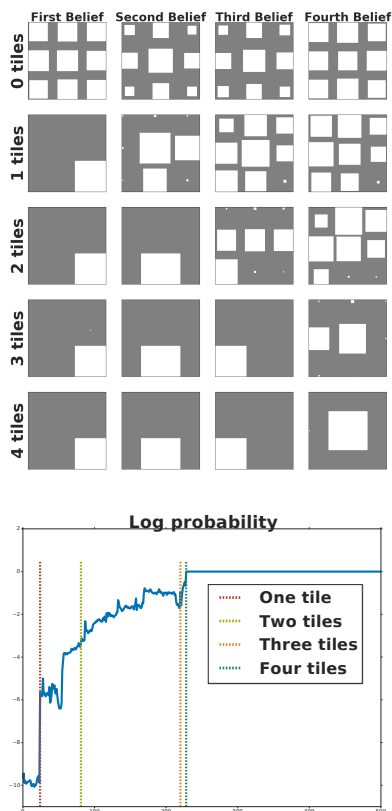 First Belief Second Belief Third Belief Fourth Belief
0 tiles
1 tiles
2 tiles
3 tiles
4 tiles
Log probability
2
0
−2
−4
−6
−8
−10
One tile
Two tiles
Three tiles
Four tiles